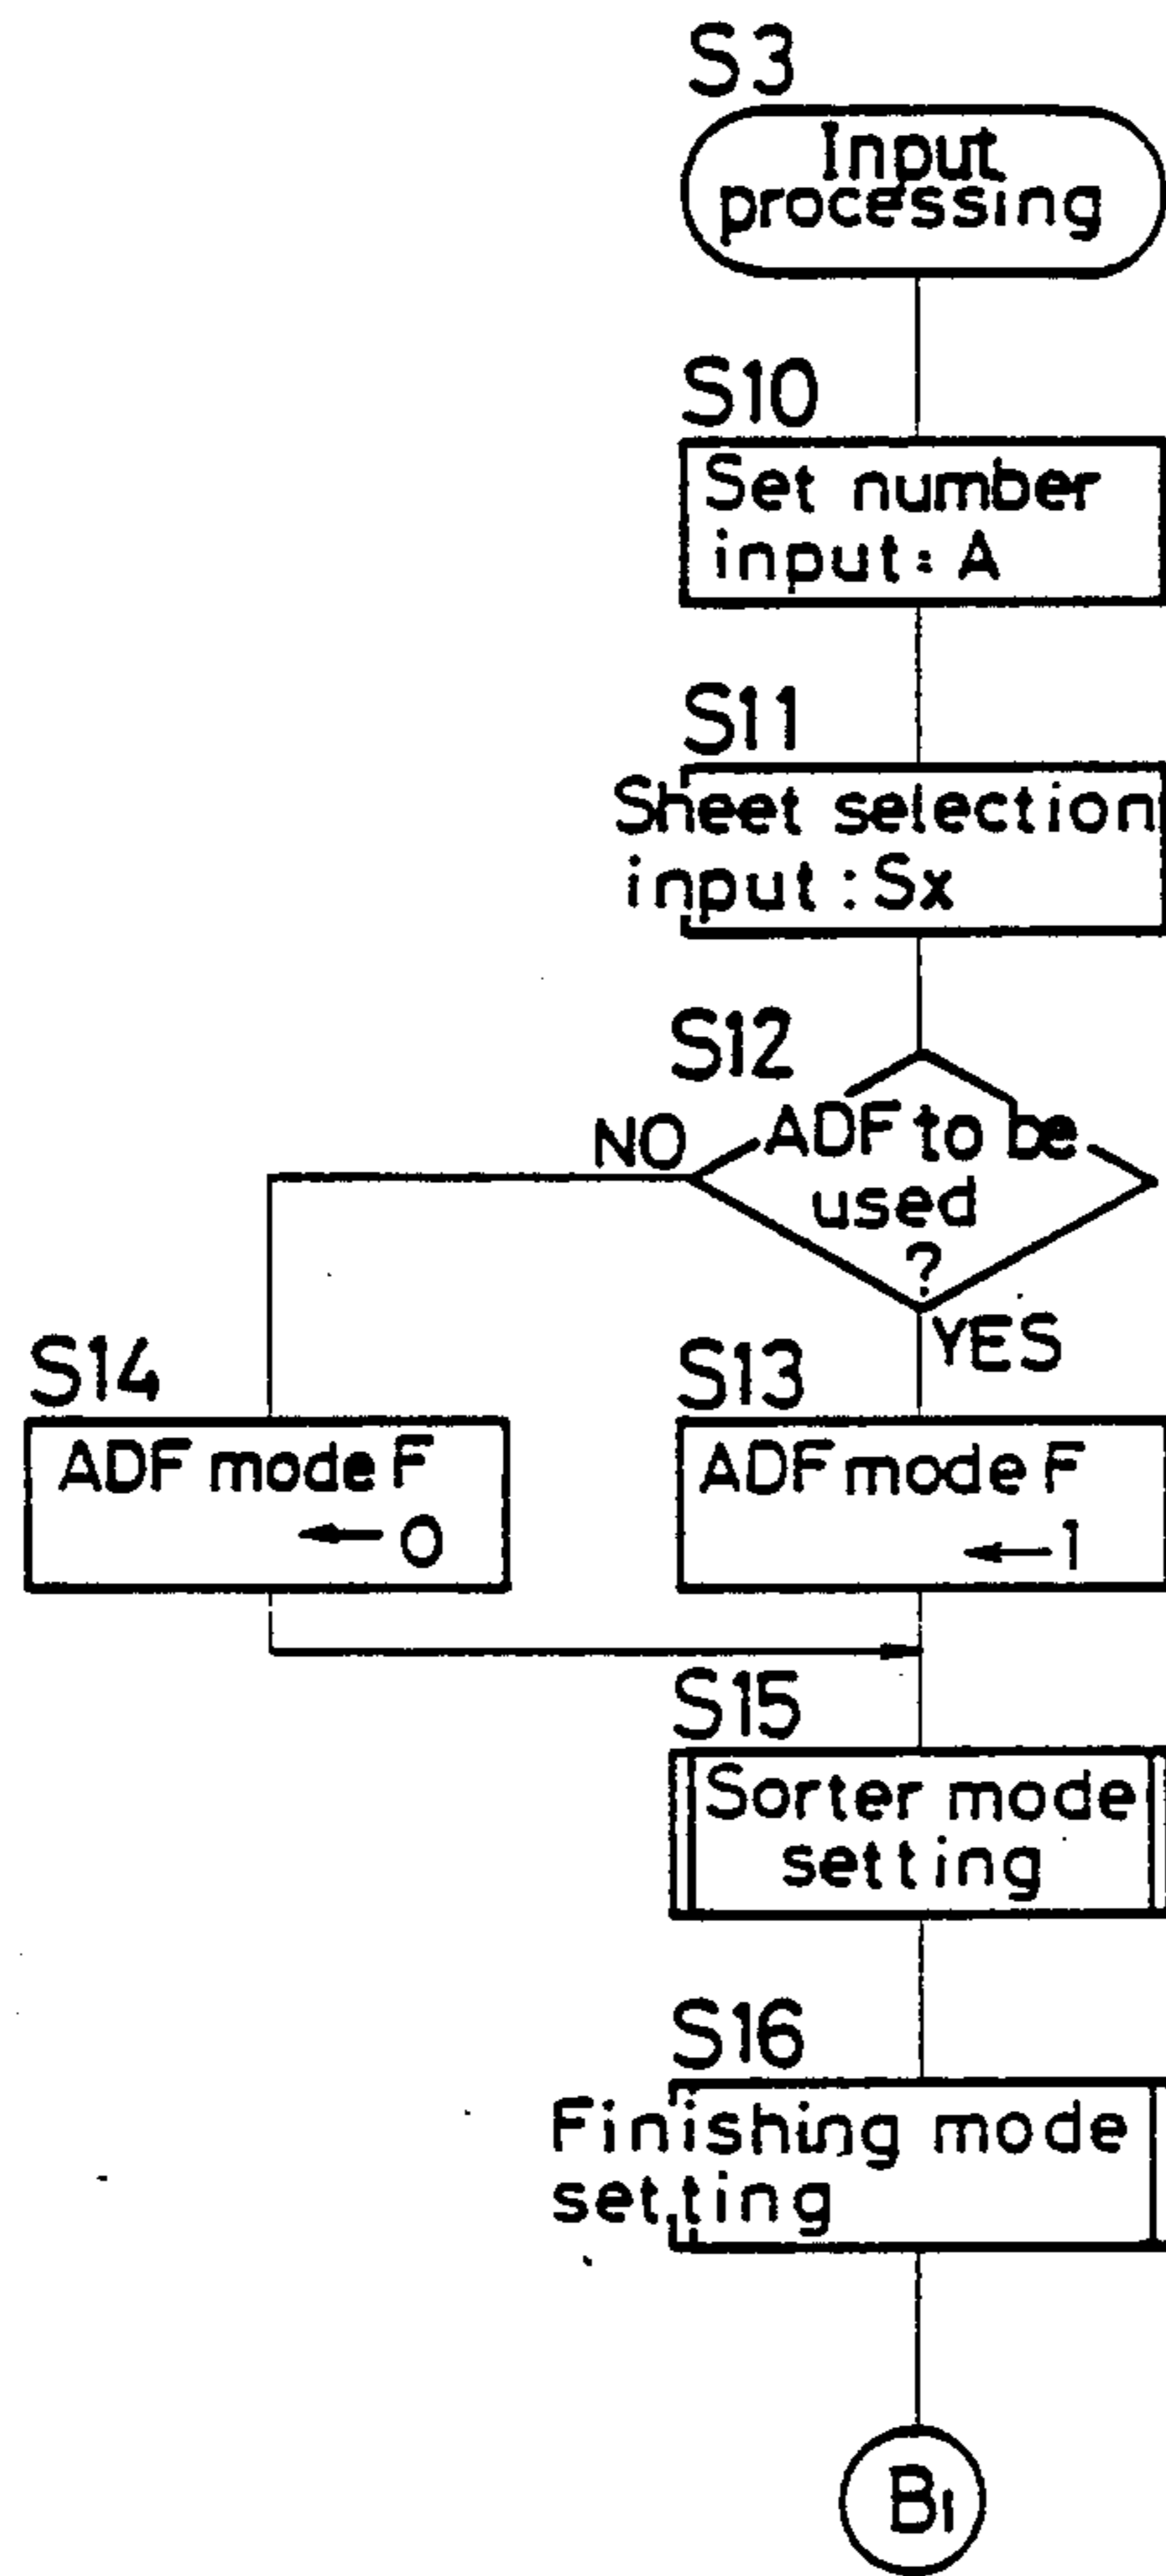 S3
Input
processing
S10
Set number
input: A
S11
Sheet selection
input: Sx
S12
NO
ADF to be
used
?
YES
S14
ADF mode F
← 0
S13
ADF mode F
← 1
S15
Sorter mode
setting
S16
Finishing mode
setting
B1